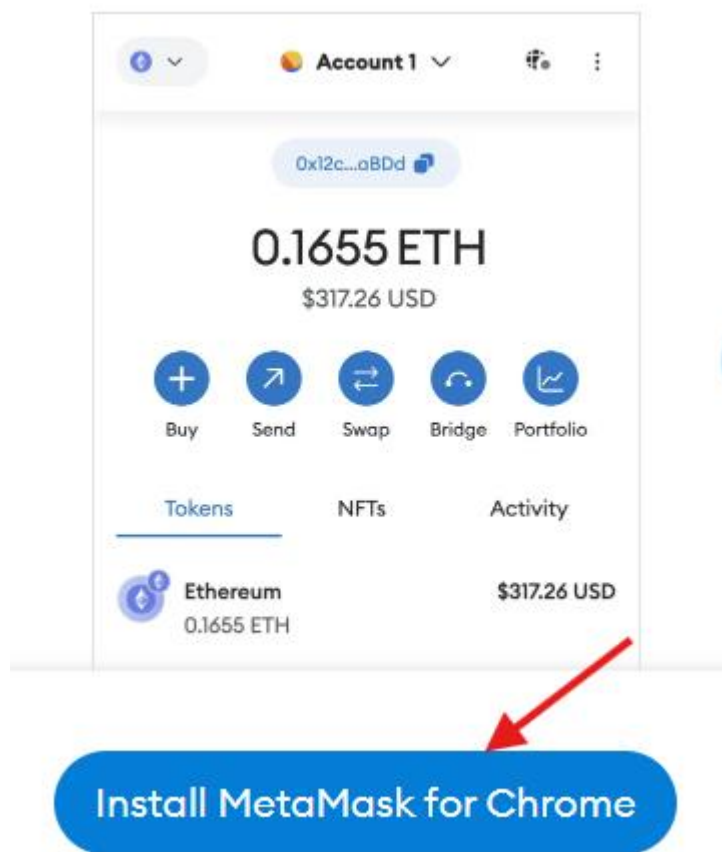 Account 1
0x12c...aBDd
0.1655 ETH
$317.26 USD
Buy Send Swap Bridge Portfolio
Tokens NFTs Activity
Ethereum $317.26 USD
0.1655 ETH
Install MetaMask for Chrome